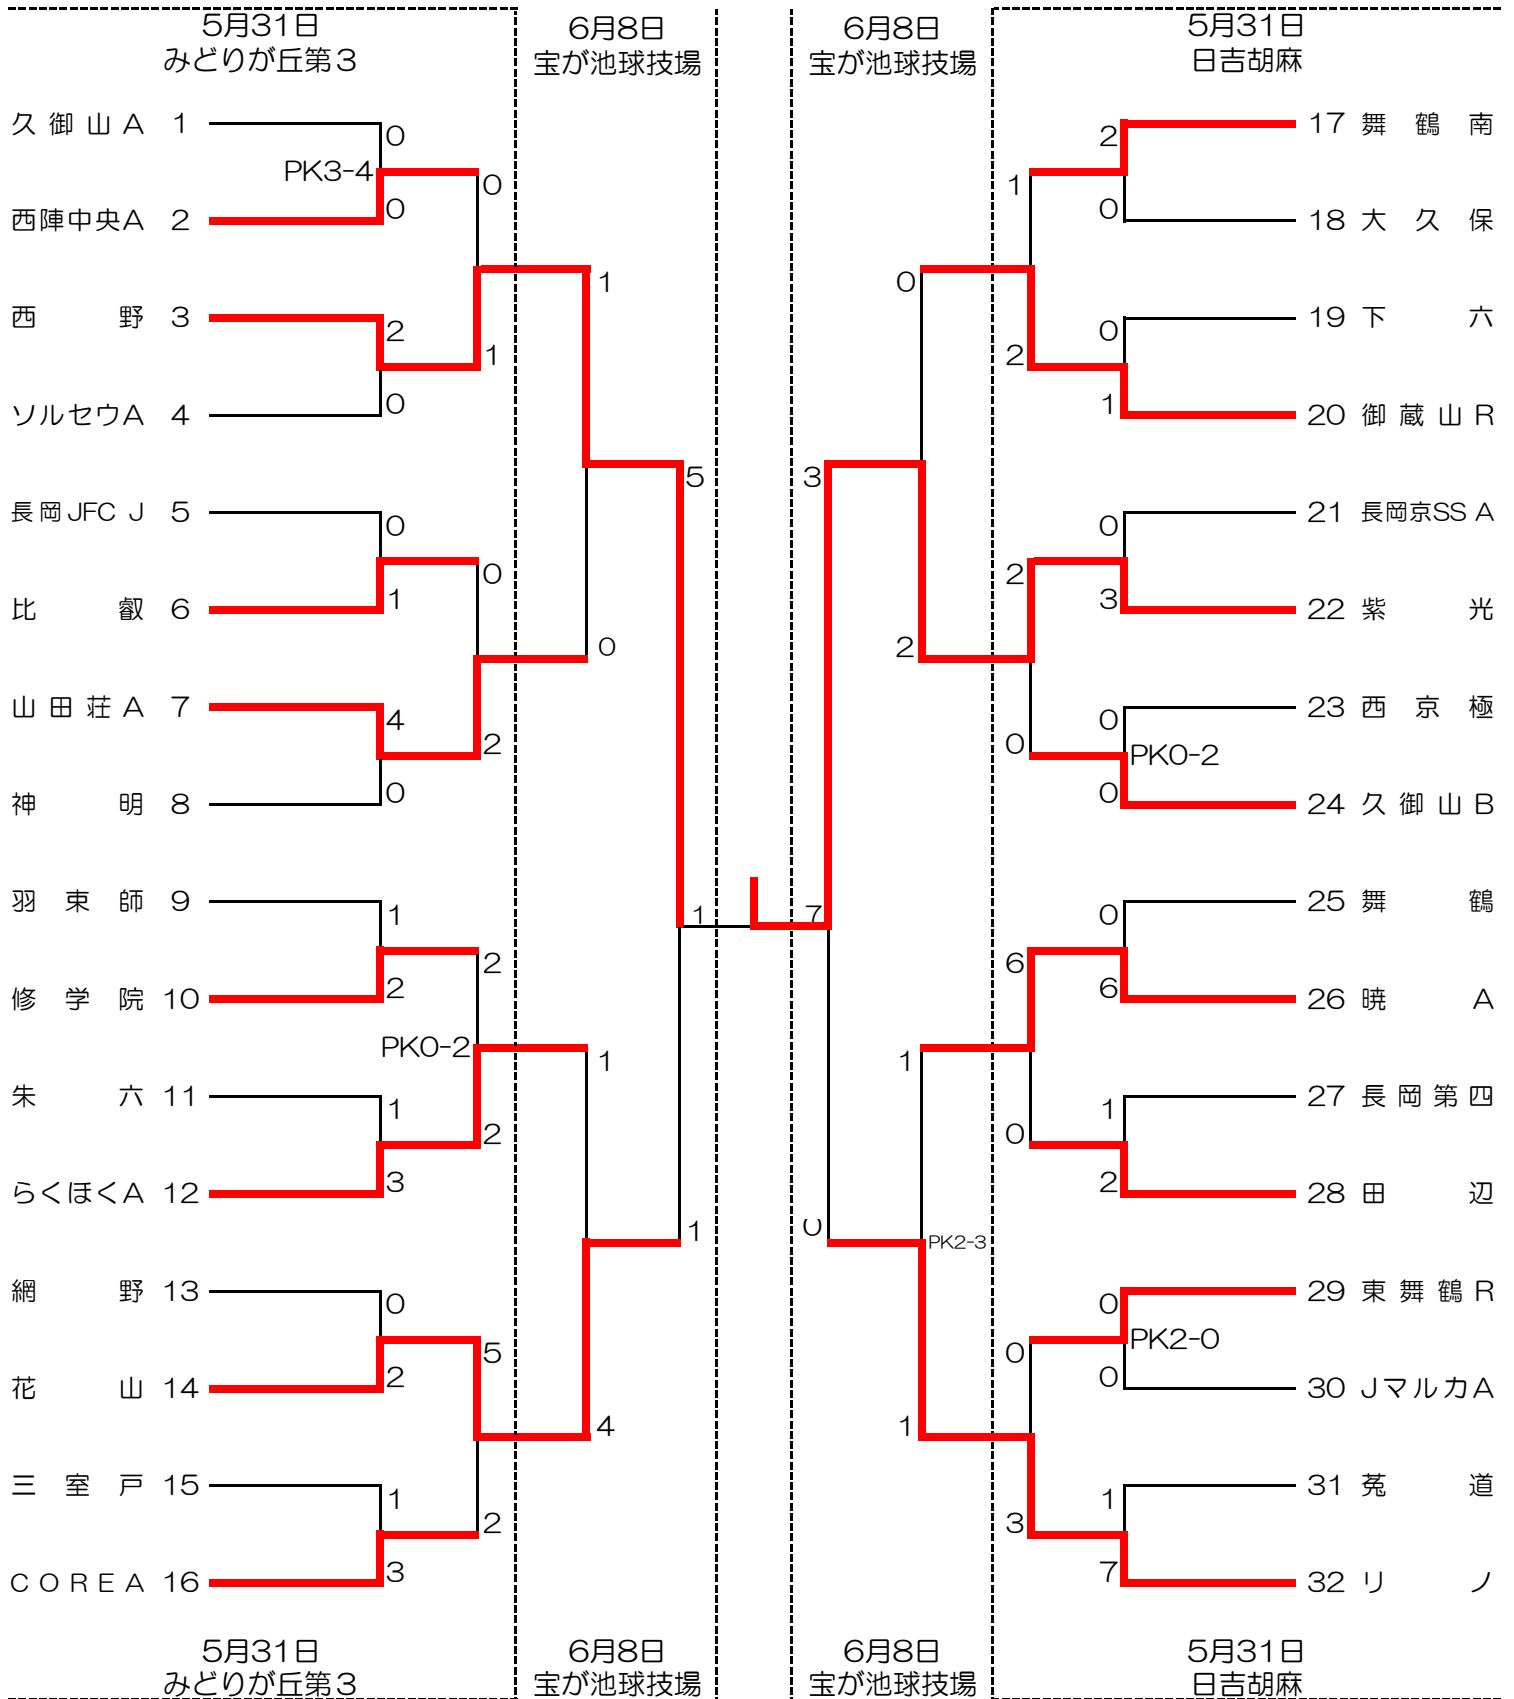 5月31日
みどりが丘第3
6月8日
宝が池球技場
6月8日
宝が池球技場
5月31日
日吉胡麻
久御山A 1
0
PK3-4
0
西陣中央A 2
0
西野 3
2
1
ソルセウA 4
0
1
長岡JFC J 5
0
0
比叡 6
1
山田荘A 7
4
2
神明 8
0
0
5
羽束師 9
1
2
修学院 10
2
PK0-2
朱六 11
1
2
らくほくA 12
3
1
網野 13
0
5
花山 14
2
三室戸 15
1
2
COREA 16
3
4
1
1
7
17 舞鶴南
2
1
18 大久保
0
19 下六
0
2
20 御蔵山R
1
0
3
21 長岡京SS A
0
2
22 紫光
3
23 西京極
0
PK0-2
0
24 久御山B
0
2
25 舞鶴
0
6
26 暁A
6
27 長岡第四
1
0
28 田辺
2
1
PK2-3
29 東舞鶴R
0
PK2-0
0
30 JマルカA
0
31 菟道
1
3
32 リノ
7
1
5月31日
みどりが丘第3
6月8日
宝が池球技場
6月8日
宝が池球技場
5月31日
日吉胡麻